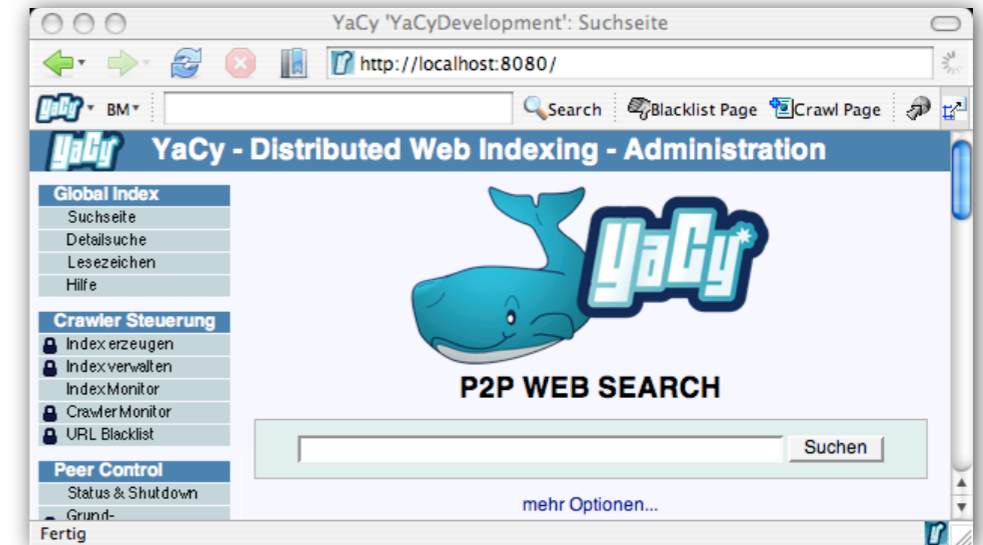 YaCy 'YaCyDevelopment': Suchseite
http://localhost:8080/
YaCy BM Search Blacklist Page Crawl Page
YaCy YaCy - Distributed Web Indexing - Administration
Global Index
Suchseite
Detailsuche
Lesezeichen
Hilfe
Crawler Steuerung
Index erzeugen
Index verwalten
Index Monitor
Crawler Monitor
URL Blacklist
Peer Control
Status & Shutdown
Grund-
YaCy
P2P WEB SEARCH
Suchen
mehr Optionen...
Fertig